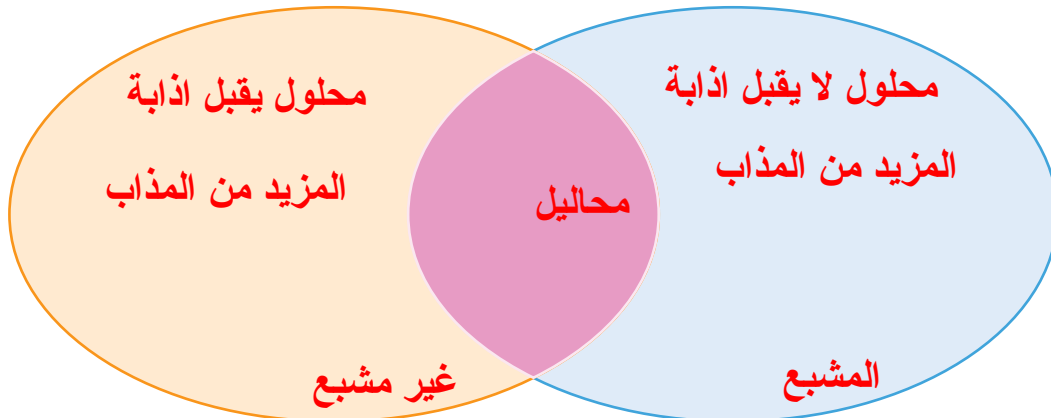 محلول لا يقبل اذابة
المزيد من المذاب
المشبع
محاليل
محلول يقبل اذابة
المزيد من المذاب
غير مشبع